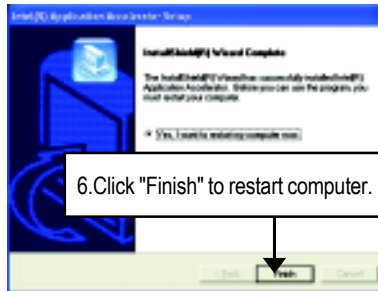 Intel(R) Application Accelerator Setup
InstallShield(R) Wizard Complete
The InstallShield(R) Wizard has successfully installed Intel(R)
Application Accelerator. Before you can use the program, you
must restart your computer.
Yes, I want to restart my computer now.
6.Click "Finish" to restart computer.
< Back
Finish
Cancel